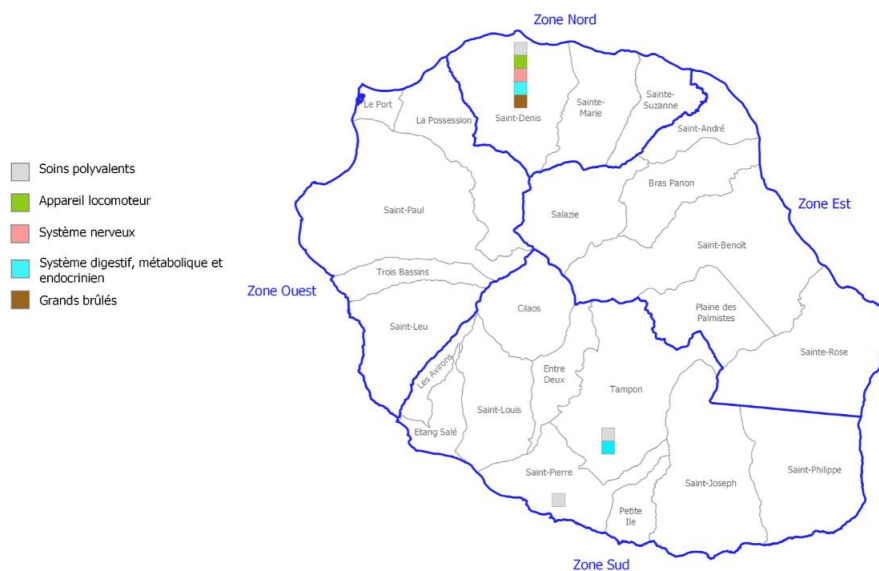 Zone Nord
Le Port
La Possession
Saint-Denis
Sainte-
Marie
Sainte-
Suzanne
Saint-André
Soins polyvalents
Appareil locomoteur
Système nerveux
Système digestif, métabolique et
endocrinien
Grands brûlés
Bras Panon
Saint-Paul
Salazie
Zone Est
Saint-Benoît
Trois Bassins
Zone Ouest
Cilaos
Plaine des
Palmistes
Saint-Leu
Sainte-Rose
Les Avirons
Entre
Deux
Tampon
Saint-Louis
Etang Salé
Saint-Pierre
Saint-Joseph
Saint-Philippe
Petite
Ile
Zone Sud